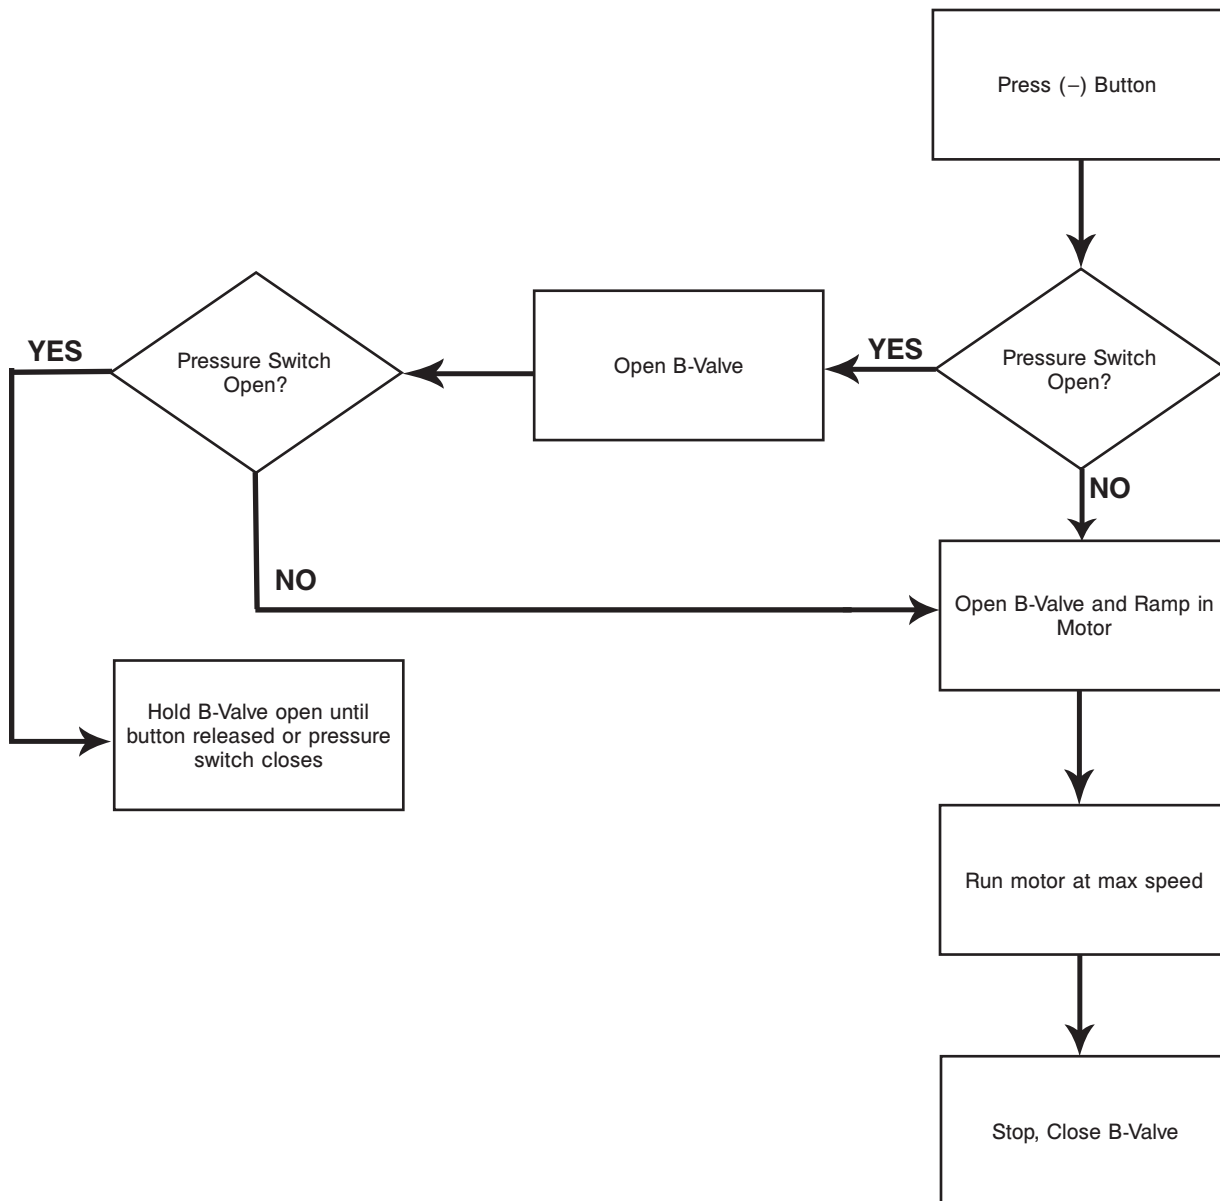 Press (–) Button
Pressure Switch
Open?
YES
Open B-Valve
Pressure Switch
Open?
YES
NO
NO
Open B-Valve and Ramp in
Motor
Hold B-Valve open until
button released or pressure
switch closes
Run motor at max speed
Stop, Close B-Valve